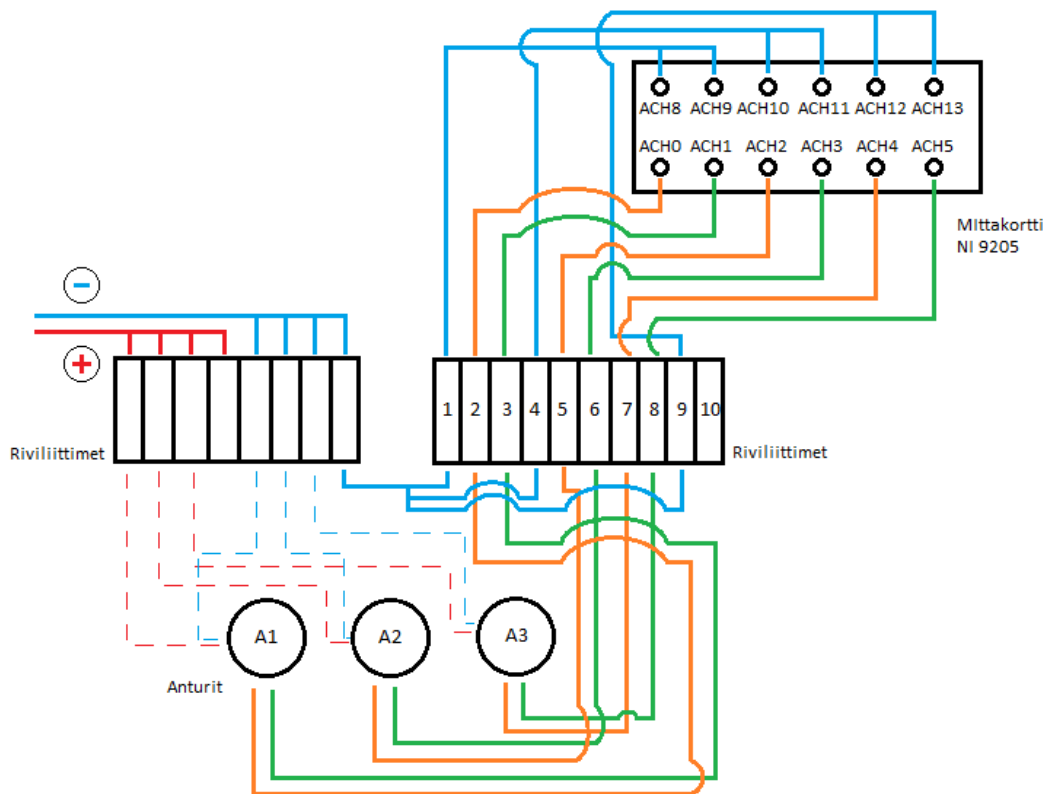 ACH8 ACH9 ACH10 ACH11 ACH12 ACH13
ACH0 ACH1 ACH2 ACH3 ACH4 ACH5
MIttakortti
NI 9205
−
+
1 2 3 4 5 6 7 8 9 10
Riviliittimet
Riviliittimet
A1 A2 A3
Anturit